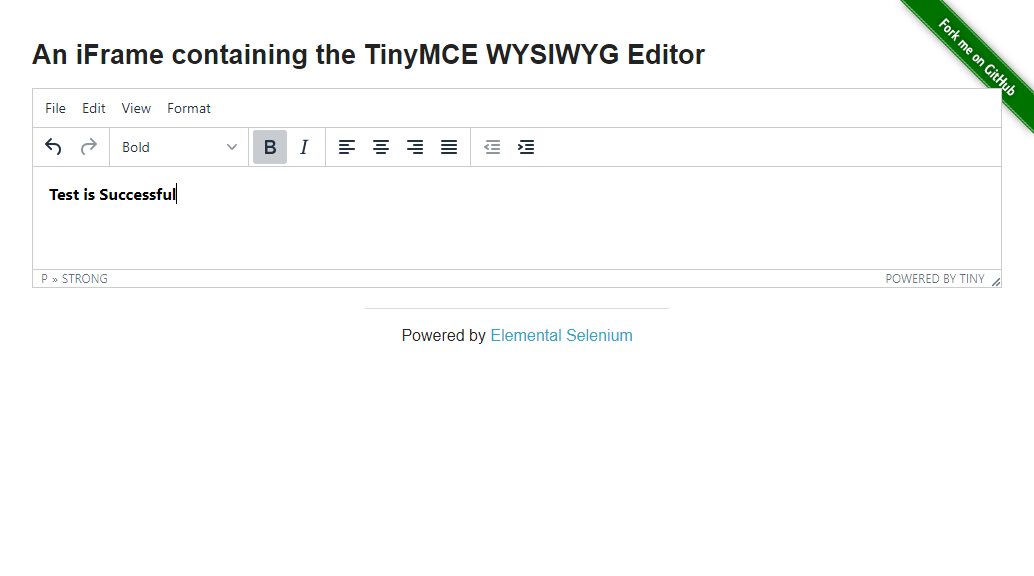 Fork me on GitHub
An iFrame containing the TinyMCE WYSIWYG Editor
File Edit View Format
Bold B I
Test is Successful
P » STRONG POWERED BY TINY
Powered by Elemental Selenium